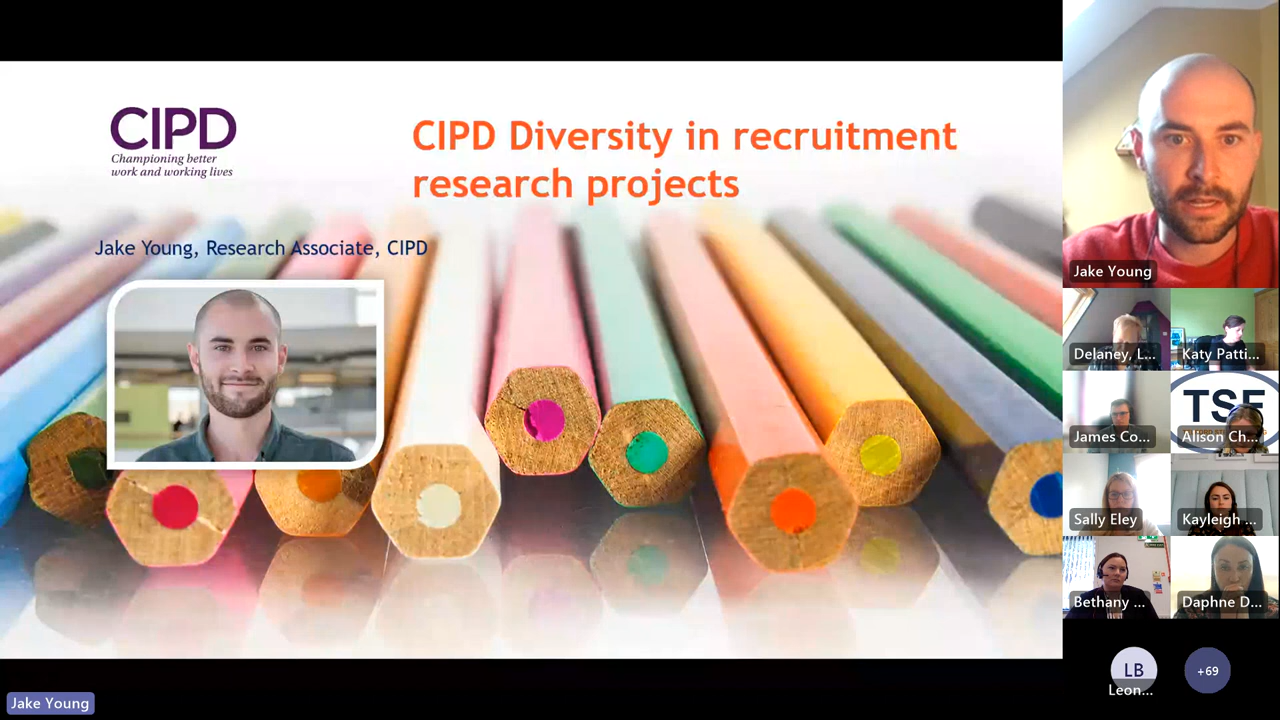 CIPD
Championing better
work and working lives
CIPD Diversity in recruitment
research projects
Jake Young, Research Associate, CIPD
Jake Young
Jake Young
Delaney, L...
Katy Patti...
James Co...
TSF
Alison Ch...
Sally Eley
Kayleigh ...
Bethany ...
Daphne D...
LB
Leon...
+69